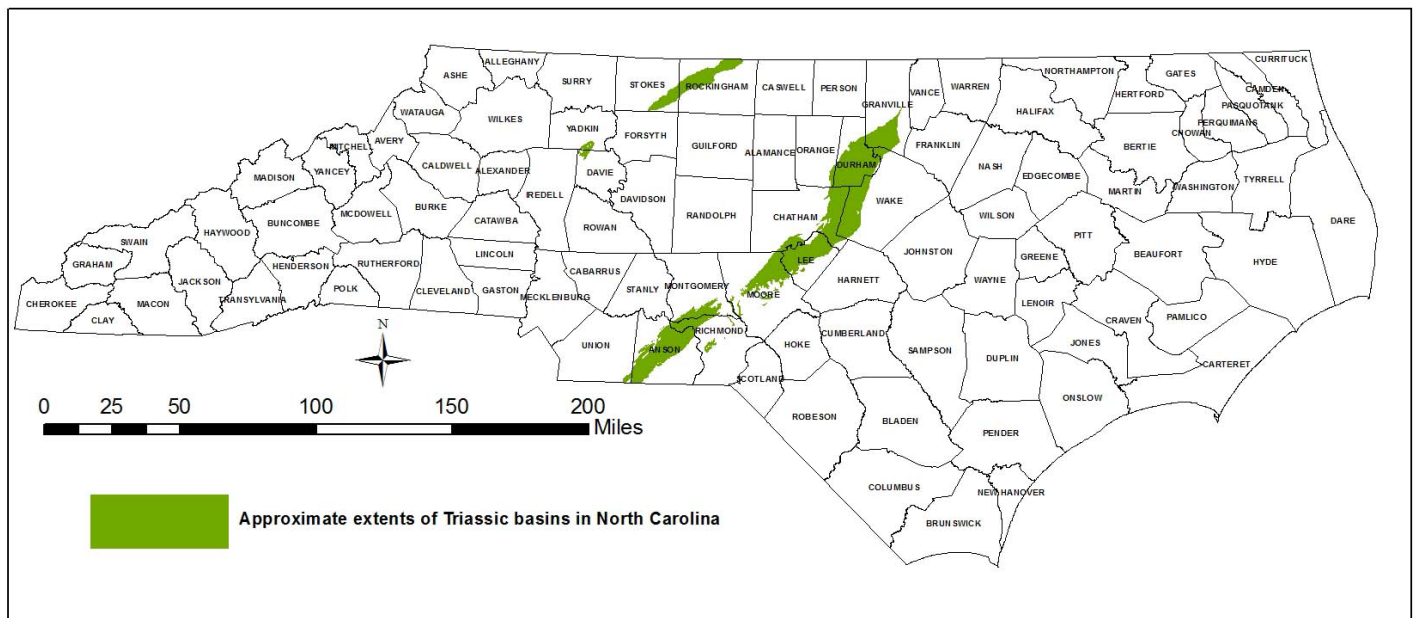 ALLEGHANY
ASHE
SURRY
STOKES
ROCKINGHAM
CASWELL
PERSON
GRANVILLE
VANCE
WARREN
NORTHAMPTON
GATES
CURRITUCK
CAMDEN
PASQUOTANK
PERQUIMANS
CHOWAN
HERTFORD
HALIFAX
WATAUGA
WILKES
YADKIN
FORSYTH
GUILFORD
ALAMANCE
ORANGE
DURHAM
FRANKLIN
NASH
EDGECOMBE
BERTIE
MARTIN
WASHINGTON
TYRRELL
DARE
AVERY
MITCHELL
YANCEY
MADISON
CALDWELL
ALEXANDER
IREDELL
DAVIE
DAVIDSON
RANDOLPH
CHATHAM
WAKE
WILSON
PITT
BEAUFORT
HYDE
BUNCOMBE
MCDOWELL
BURKE
CATAWBA
ROWAN
JOHNSTON
GREENE
WAYNE
LENOIR
CRAVEN
PAMLICO
SWAIN
HAYWOOD
GRAHAM
JACKSON
HENDERSON
RUTHERFORD
LINCOLN
CABARRUS
STANLY
MONTGOMERY
MOORE
LEE
HARNETT
CHEROKEE
MACON
CLAY
TRANSYLVANIA
POLK
CLEVELAND
GASTON
MECKLENBURG
UNION
ANSON
RICHMOND
HOKE
CUMBERLAND
SAMPSON
DUPLIN
JONES
CARTERET
SCOTLAND
ROBESON
BLADEN
ONSLOW
PENDER
COLUMBUS
NEW HANOVER
BRUNSWICK
N
0 25 50 100 150 200
Miles
Approximate extents of Triassic basins in North Carolina